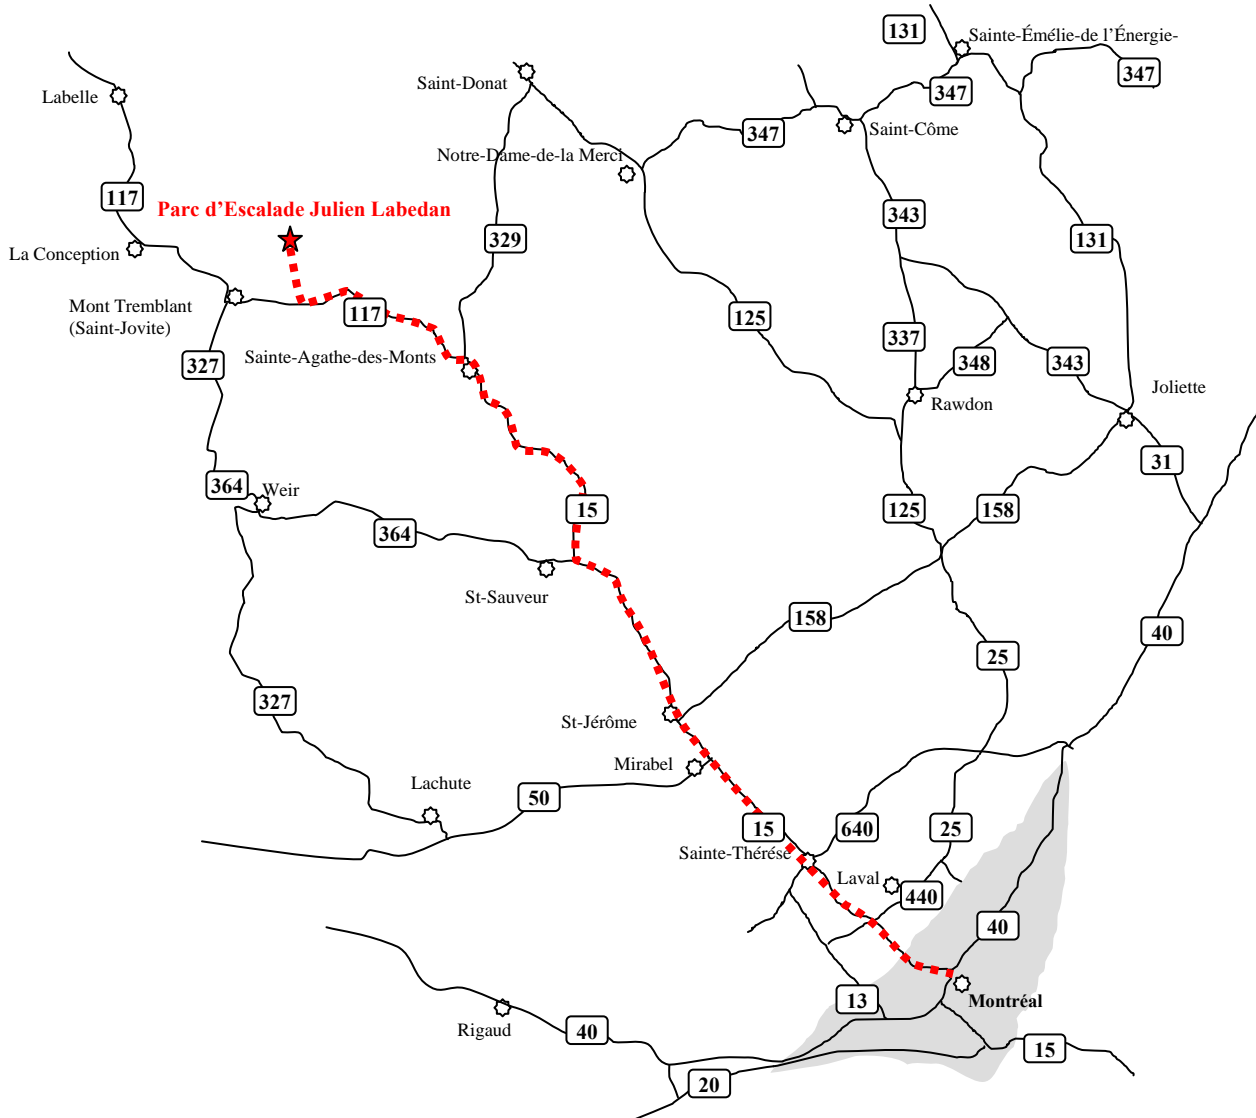 131
Sainte-Émélie-de l’Énergie-
347
347
Saint-Donat
Labelle
347
Saint-Côme
Notre-Dame-de-la Merci
117
Parc d’Escalade Julien Labedan
343
329
131
La Conception
Mont Tremblant
(Saint-Jovite)
117
125
337
Sainte-Agathe-des-Monts
327
348
343
Joliette
Rawdon
31
364
Weir
15
125
158
364
St-Sauveur
158
40
25
327
St-Jérôme
Mirabel
Lachute
50
15
640
25
Sainte-Thérése
Laval
440
40
13
Montréal
Rigaud
40
15
20